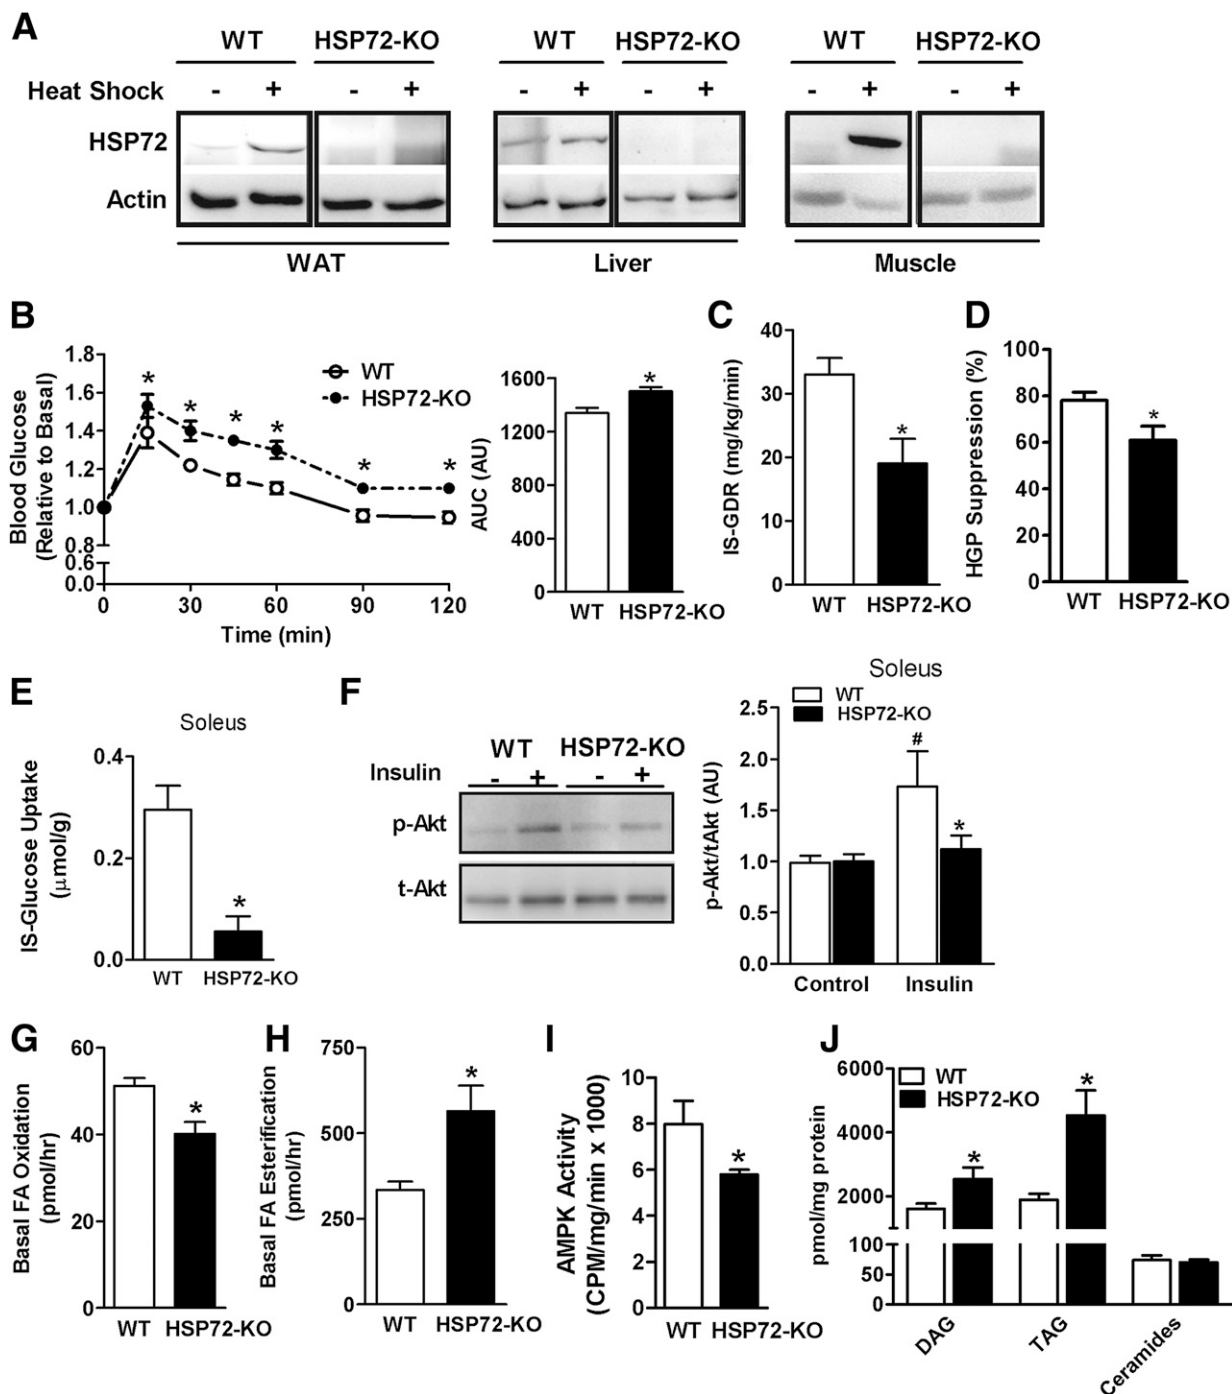 A
WT HSP72-KO WT HSP72-KO WT HSP72-KO
Heat Shock - + - + - + - + - + - +
HSP72
Actin
WAT Liver Muscle
B
Blood Glucose
(Relative to Basal)
1.8
1.6
1.4
1.2
1.0
0.8
0.6
0.0
0 30 60 90 120
Time (min)
WT
HSP72-KO
* * * * * *
AUC (AU)
1600
1200
800
400
0
*
WT HSP72-KO
C
IS-GDR (mg/kg/min)
40
30
20
10
0
*
WT HSP72-KO
D
HGP Suppression (%)
100
80
60
40
20
0
*
WT HSP72-KO
E
Soleus
IS-Glucose Uptake
(μmol/g)
0.4
0.2
0.0
*
WT HSP72-KO
F
WT HSP72-KO
Insulin - + - +
p-Akt
t-Akt
Soleus
WT
HSP72-KO
p-Akt/tAkt (AU)
2.5
2.0
1.5
1.0
0.5
0.0
#
*
Control Insulin
G
Basal FA Oxidation
(pmol/hr)
60
40
20
0
*
WT HSP72-KO
H
Basal FA Esterification
(pmol/hr)
750
500
250
0
*
WT HSP72-KO
I
AMPK Activity
(CPM/mg/min x 1000)
10
8
6
4
2
0
*
WT HSP72-KO
J
WT
HSP72-KO
pmol/mg protein
6000
4000
2000
100
50
0
*
*
DAG
TAG
Ceramides